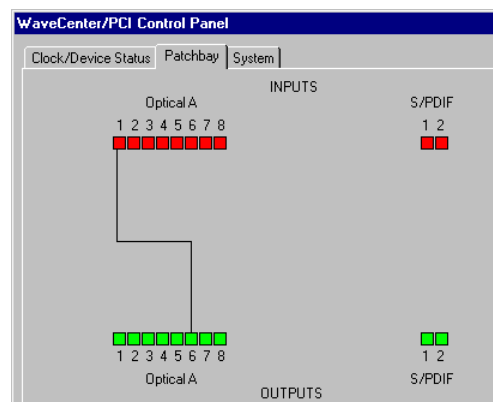 WaveCenter/PCI Control Panel
Clock/Device Status Patchbay System
INPUTS
Optical A S/PDIF
1 2 3 4 5 6 7 8 1 2
1 2 3 4 5 6 7 8 1 2
Optical A S/PDIF
OUTPUTS